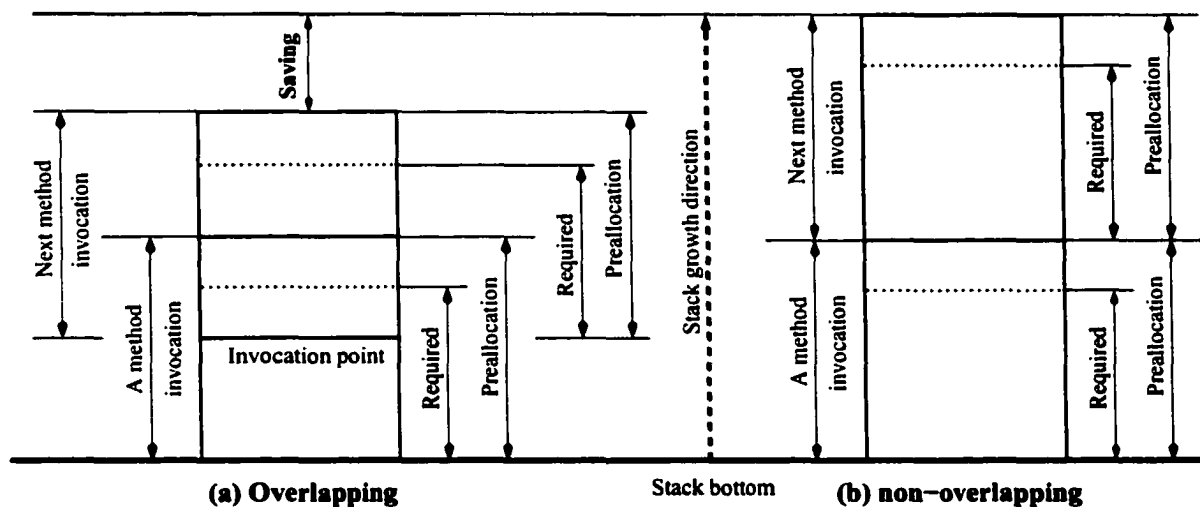 Saving
Next method
invocation
A method
invocation
Invocation point
Required
Preallocation
Required
Preallocation
Stack growth direction
Next method
invocation
A method
invocation
Required
Preallocation
Required
Preallocation
(a) Overlapping
Stack bottom
(b) non-overlapping